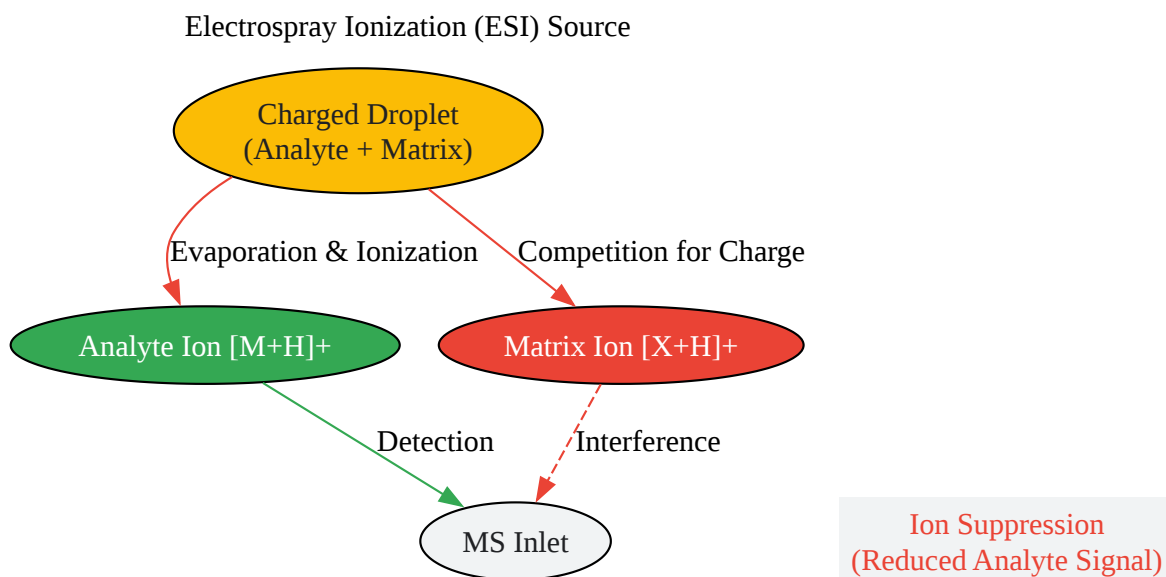 Electrospray Ionization (ESI) Source
Charged Droplet
(Analyte + Matrix)
Evaporation & Ionization
Competition for Charge
Analyte Ion [M+H]+
Matrix Ion [X+H]+
Detection
Interference
MS Inlet
Ion Suppression
(Reduced Analyte Signal)